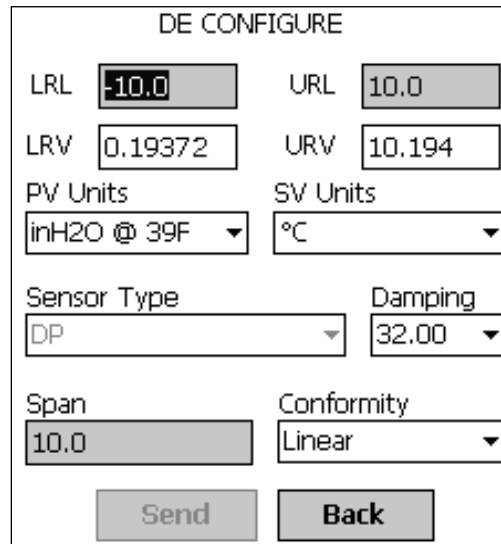 DE CONFIGURE
LRL -10.0 URL 10.0
LRV 0.19372 URV 10.194
PV Units SV Units
inH2O @ 39F °C
Sensor Type Damping
DP 32.00
Span Conformity
10.0 Linear
Send Back